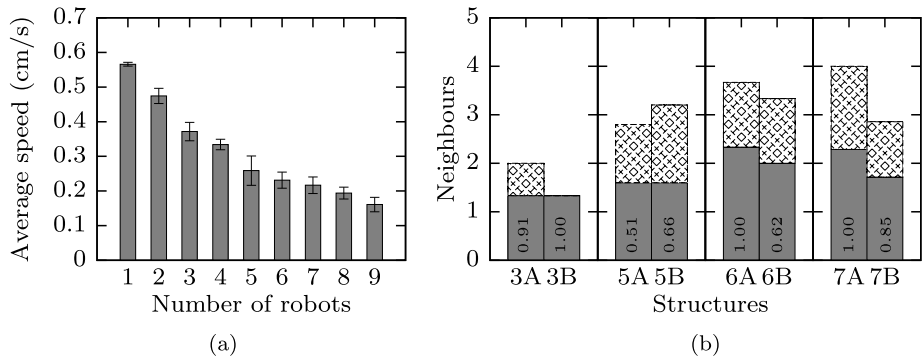 Average speed (cm/s)
0.7
0.6
0.5
0.4
0.3
0.2
0.1
0
1 2 3 4 5 6 7 8 9
Number of robots
(a)
Neighbours
5
4
3
2
1
0
0.91 1.00 0.51 0.66 1.00 0.62 1.00 0.85
3A 3B 5A 5B 6A 6B 7A 7B
Structures
(b)